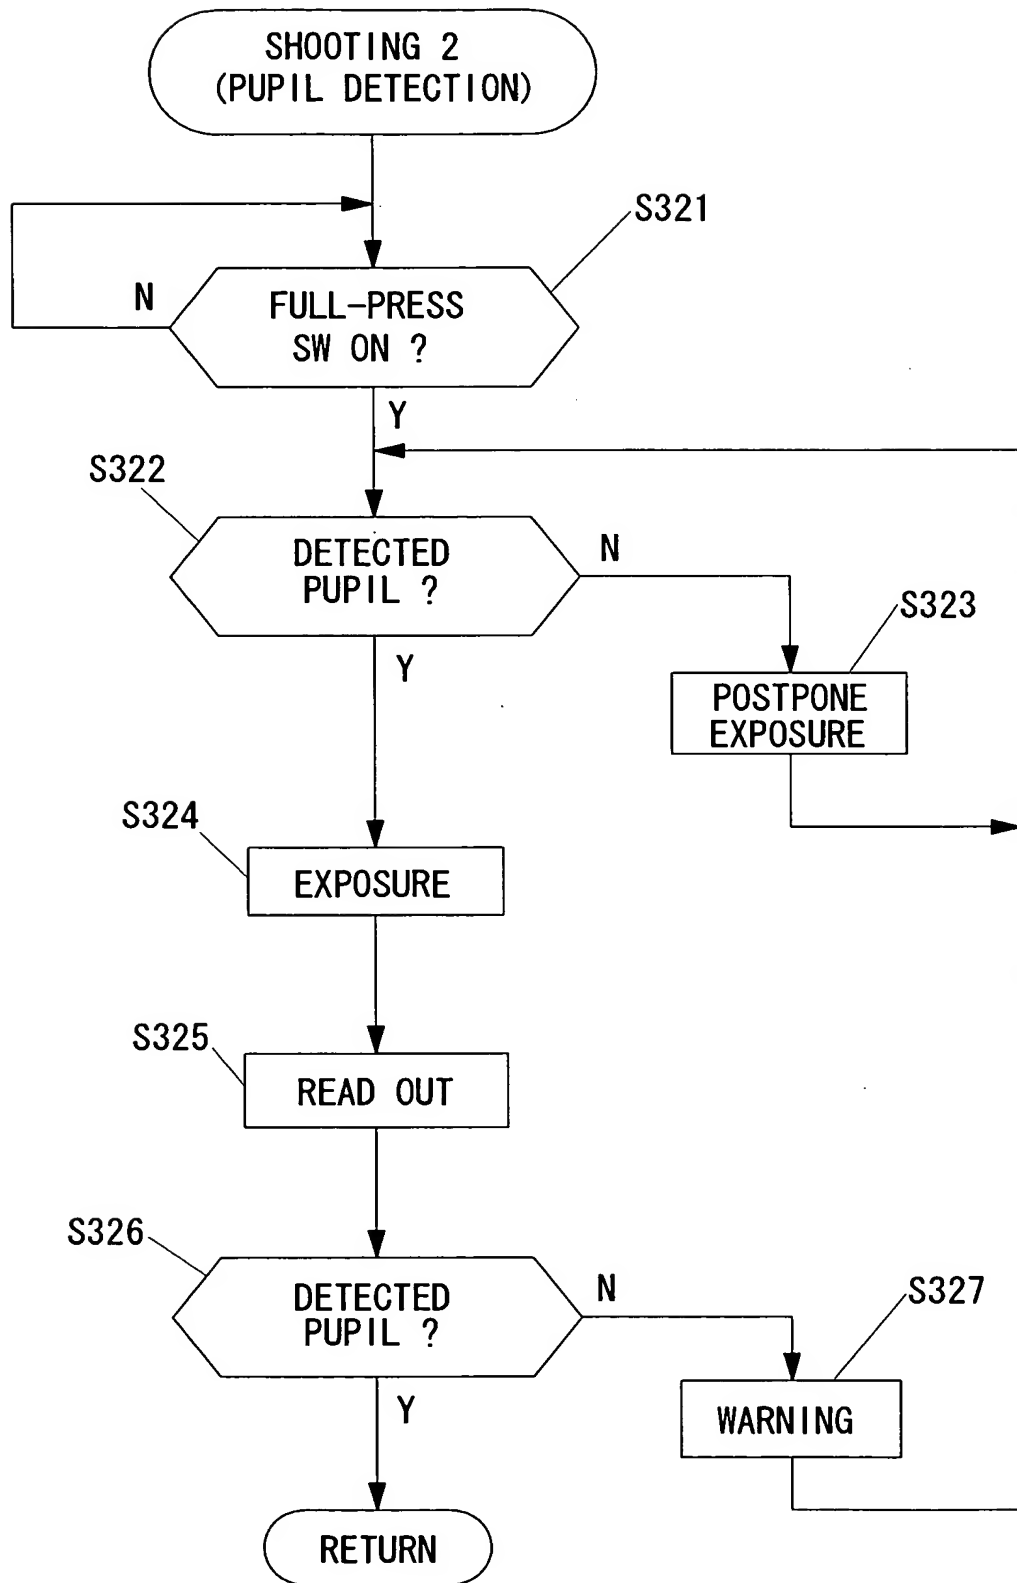 SHOOTING 2
(PUPIL DETECTION)
S321
N
FULL-PRESS
SW ON ?
Y
S322
DETECTED
PUPIL ?
N
Y
S323
POSTPONE
EXPOSURE
S324
EXPOSURE
S325
READ OUT
S326
DETECTED
PUPIL ?
N
Y
S327
WARNING
RETURN